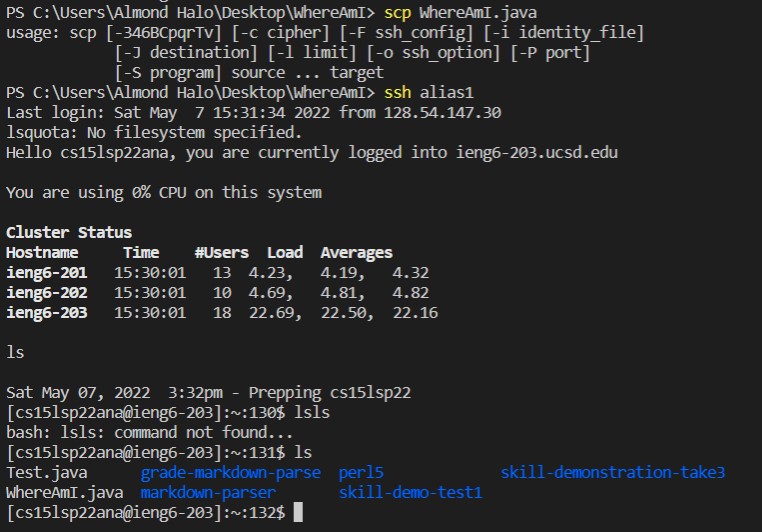 PS C:\Users\Almond Halo\Desktop\WhereAmI> scp WhereAmI.java
usage: scp [-346BCpqrTv] [-c cipher] [-F ssh_config] [-i identity_file]
           [-J destination] [-l limit] [-o ssh_option] [-P port]
           [-S program] source ... target
PS C:\Users\Almond Halo\Desktop\WhereAmI> ssh alias1
Last login: Sat May  7 15:31:34 2022 from 128.54.147.30
lsquota: No filesystem specified.
Hello cs15lsp22ana, you are currently logged into ieng6-203.ucsd.edu

You are using 0% CPU on this system

Cluster Status
Hostname     Time    #Users  Load  Averages
ieng6-201   15:30:01   13  4.23,   4.19,   4.32
ieng6-202   15:30:01   10  4.69,   4.81,   4.82
ieng6-203   15:30:01   18  22.69,  22.50,  22.16

ls

Sat May 07, 2022  3:32pm - Prepping cs15lsp22
[cs15lsp22ana@ieng6-203]:~:130$ lsls
bash: lsls: command not found...
[cs15lsp22ana@ieng6-203]:~:131$ ls
Test.java      grade-markdown-parse  perl5             skill-demonstration-take3
WhereAmI.java  markdown-parser       skill-demo-test1
[cs15lsp22ana@ieng6-203]:~:132$